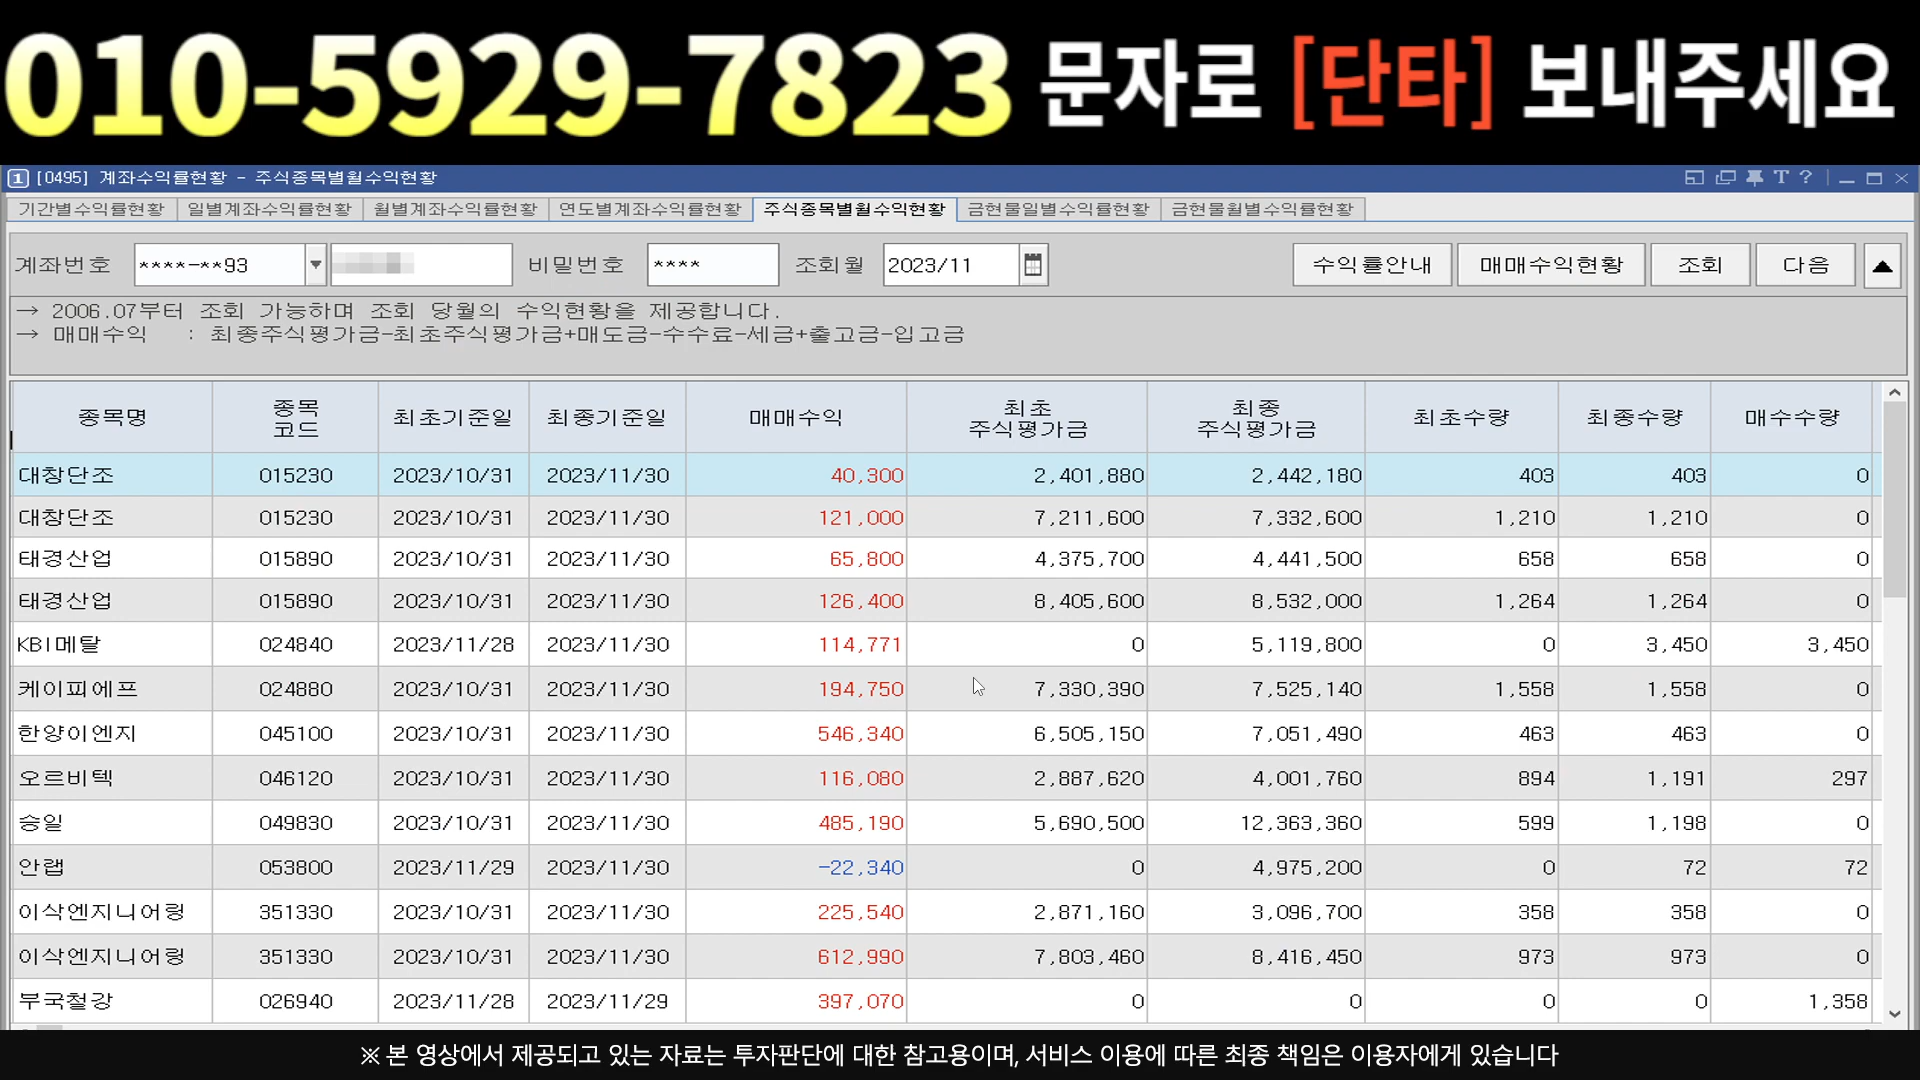 010-5929-7823 문자로 [단타] 보내주세요
1 [0495] 계좌수익률현황 - 주식종목별월수익현황
기간별수익률현황 일별계좌수익률현황 월별계좌수익률현황 연도별계좌수익률현황 주식종목별월수익현황 금현물일별수익률현황 금현물월별수익률현황
계좌번호 ****-**93 비밀번호 **** 조회월 2023/11 수익률안내 매매수익현황 조회 다음
→ 2006.07부터 조회 가능하며 조회 당월의 수익현황을 제공합니다.
→ 매매수익 : 최종주식평가금-최초주식평가금+매도금-수수료-세금+출고금-입고금
종목명 종목코드 최초기준일 최종기준일 매매수익 최초주식평가금 최종주식평가금 최초수량 최종수량 매수수량
대창단조 015230 2023/10/31 2023/11/30 40,300 2,401,880 2,442,180 403 403 0
대창단조 015230 2023/10/31 2023/11/30 121,000 7,211,600 7,332,600 1,210 1,210 0
태경산업 015890 2023/10/31 2023/11/30 65,800 4,375,700 4,441,500 658 658 0
태경산업 015890 2023/10/31 2023/11/30 126,400 8,405,600 8,532,000 1,264 1,264 0
KBI메탈 024840 2023/11/28 2023/11/30 114,771 0 5,119,800 0 3,450 3,450
케이피에프 024880 2023/10/31 2023/11/30 194,750 7,330,390 7,525,140 1,558 1,558 0
한양이엔지 045100 2023/10/31 2023/11/30 546,340 6,505,150 7,051,490 463 463 0
오르비텍 046120 2023/10/31 2023/11/30 116,080 2,887,620 4,001,760 894 1,191 297
승일 049830 2023/10/31 2023/11/30 485,190 5,690,500 12,363,360 599 1,198 0
안랩 053800 2023/11/29 2023/11/30 -22,340 0 4,975,200 0 72 72
이삭엔지니어링 351330 2023/10/31 2023/11/30 225,540 2,871,160 3,096,700 358 358 0
이삭엔지니어링 351330 2023/10/31 2023/11/30 612,990 7,803,460 8,416,450 973 973 0
부국철강 026940 2023/11/28 2023/11/29 397,070 0 0 0 0 1,358
※ 본 영상에서 제공되고 있는 자료는 투자판단에 대한 참고용이며, 서비스 이용에 따른 최종 책임은 이용자에게 있습니다